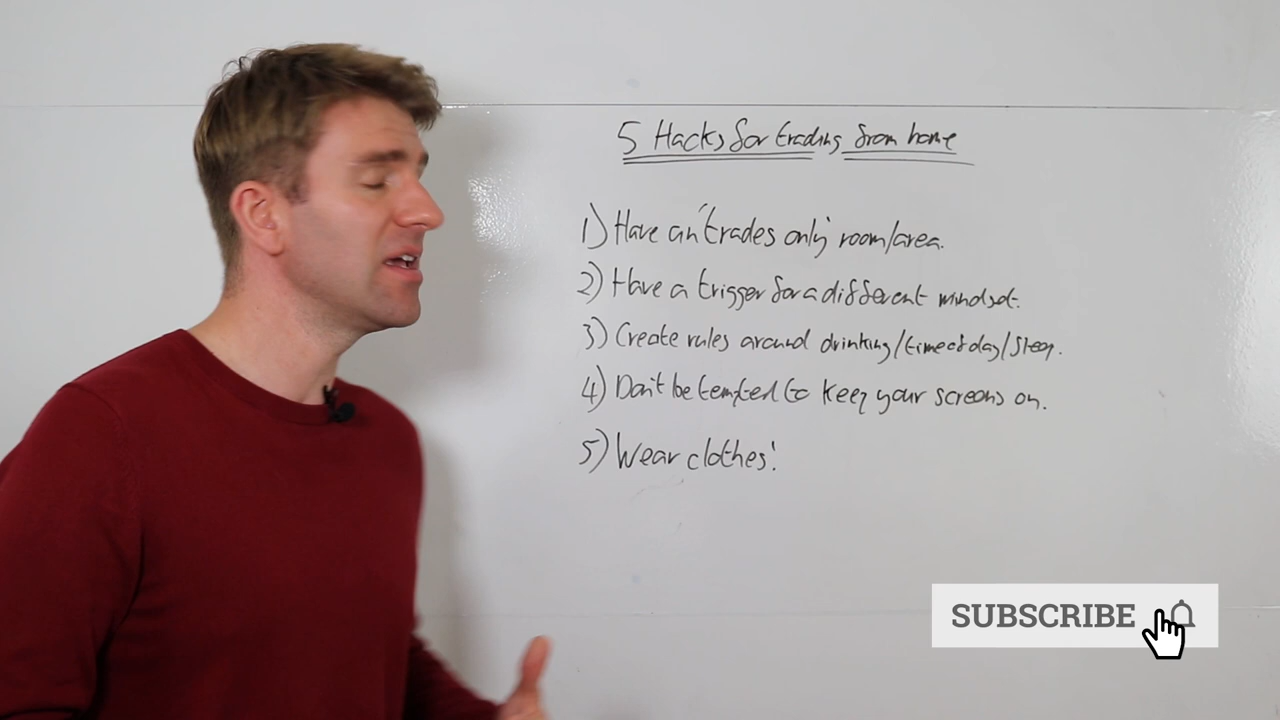 5 Hacks for trading from home
1) Have an 'trades only' room/area.
2) Have a trigger for a different mindset.
3) Create rules around drinking/time of day/sleep.
4) Don't be tempted to keep your screens on.
5) Wear clothes!
SUBSCRIBE